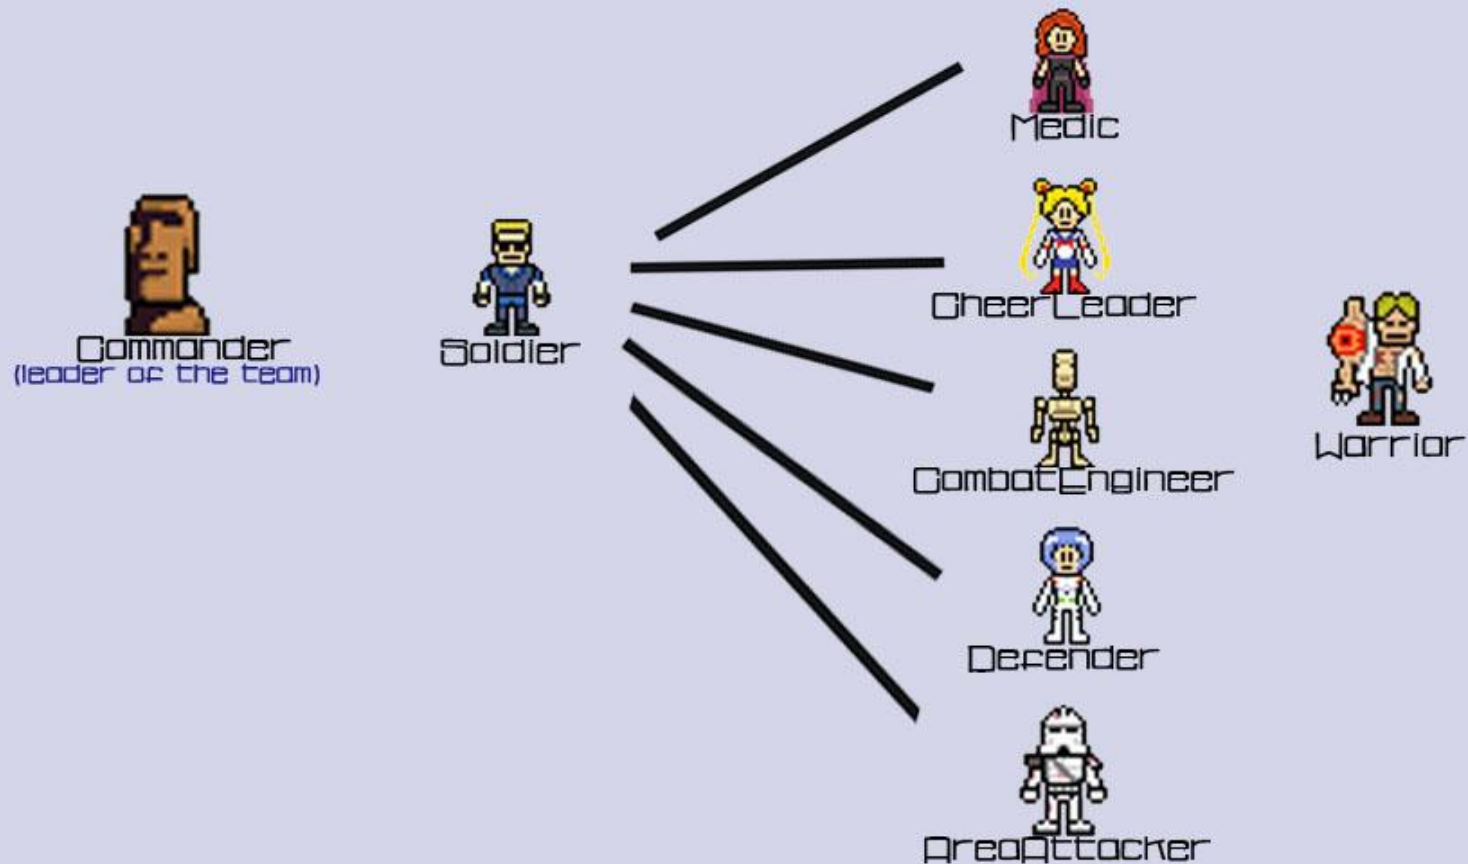 Commander
(leader of the team)
Soldier
Medic
CheerLeader
CombatEngineer
Defender
AreaAttacker
Warrior